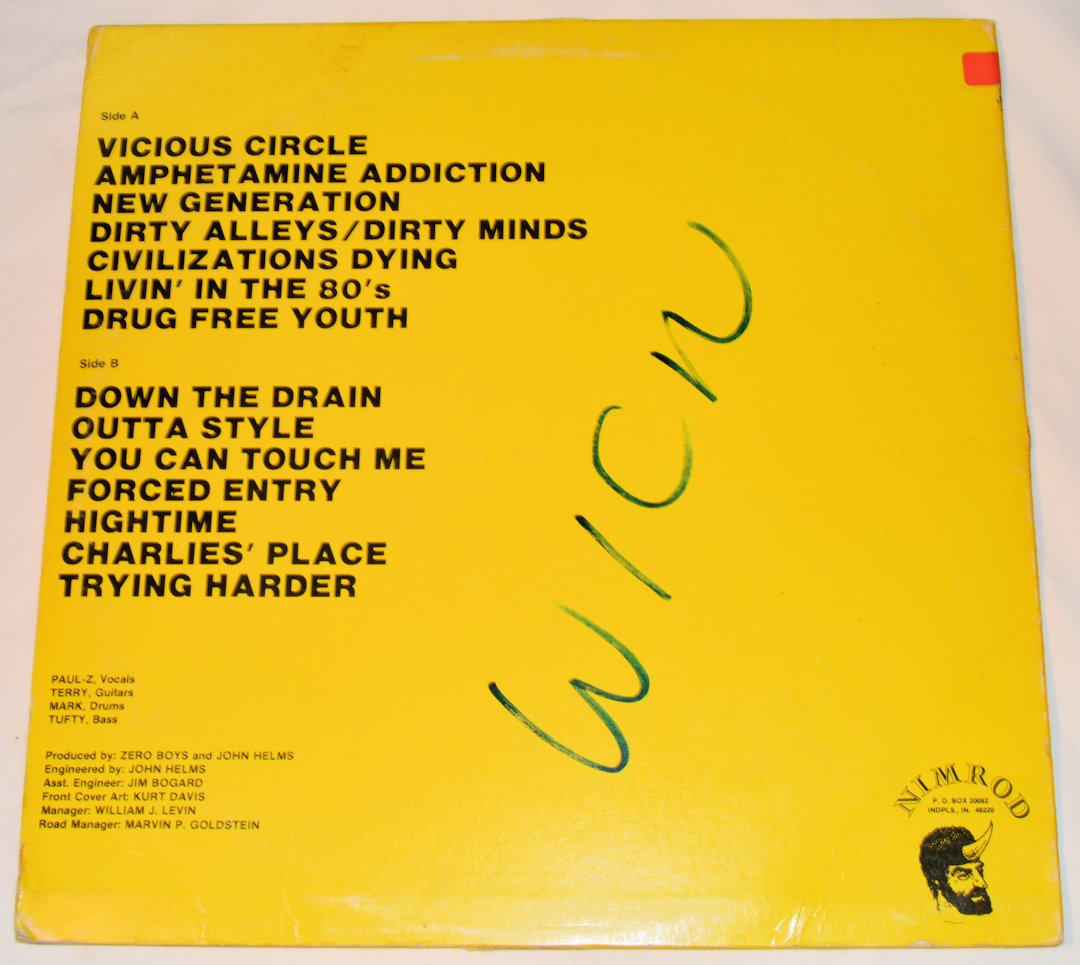 Side A
VICIOUS CIRCLE
AMPHETAMINE ADDICTION
NEW GENERATION
DIRTY ALLEYS/DIRTY MINDS
CIVILIZATIONS DYING
LIVIN' IN THE 80's
DRUG FREE YOUTH
Side B
DOWN THE DRAIN
OUTTA STYLE
YOU CAN TOUCH ME
FORCED ENTRY
HIGHTIME
CHARLIES' PLACE
TRYING HARDER
WICN
PAUL-Z, Vocals
TERRY, Guitars
MARK, Drums
TUFTY, Bass
Produced by: ZERO BOYS and JOHN HELMS
Engineered by: JOHN HELMS
Asst. Engineer: JIM BOGARD
Front Cover Art: KURT DAVIS
Manager: WILLIAM J. LEVIN
Road Manager: MARVIN P. GOLDSTEIN
NIMROD
P. O. BOX 20052
INDPLS., IN. 46220